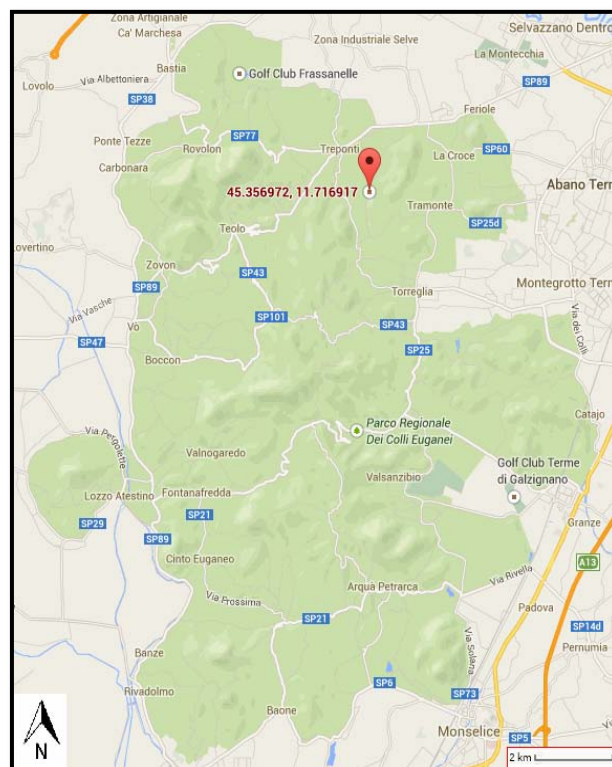 Zona Artigianale
Ca' Marchesa
Zona Industriale Selve
Selvazzano Dentro
La Montecchia
Bastia
Golf Club Frassanelle
SP89
Lovolo
Via Albettoniera
SP38
Feriole
Ponte Tezze
SP77
Treponti
SP60
Carbonara
Rovolon
La Croce
45.356972, 11.716917
Abano Term
Tramonte
Teolo
SP25d
Lovertino
Zovon
SP43
Montegrotto Term
SP89
Torreglia
Via Vasche
Via dei Colli
Vò
SP101
SP43
SP47
SP25
Boccon
Catajo
Parco Regionale
Dei Colli Euganei
Via Pergolette
Valnogaredo
Golf Club Terme
di Galzignano
Valsanzibio
Lozzo Atestino
Fontanafredda
SP21
SP29
Granze
SP89
A13
Cinto Euganeo
Via Rivella
Arquà Petrarca
Via Prossima
Padova
SP21
SP14d
Via Solana
Pernumia
Banze
Rivadolmo
SP6
SP73
Baone
Monselice
SP5
N
2 km